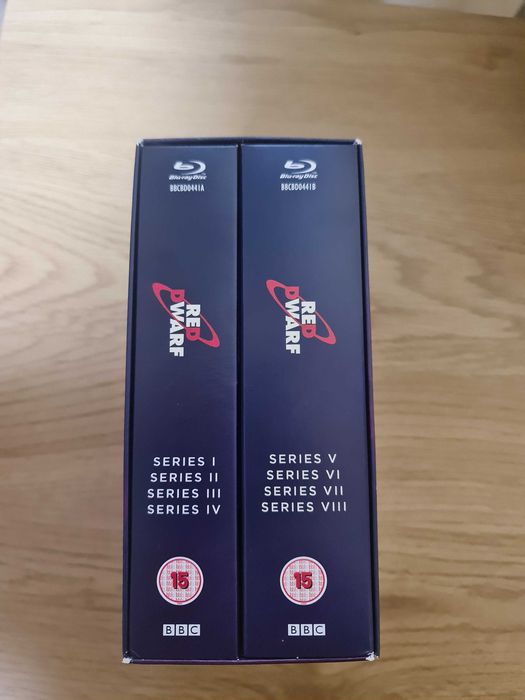 Blu-ray Disc
BBCBD0441A
RED
DWARF
SERIES I
SERIES II
SERIES III
SERIES IV
15
BBC
Blu-ray Disc
BBCBD0441B
RED
DWARF
SERIES V
SERIES VI
SERIES VII
SERIES VIII
15
BBC